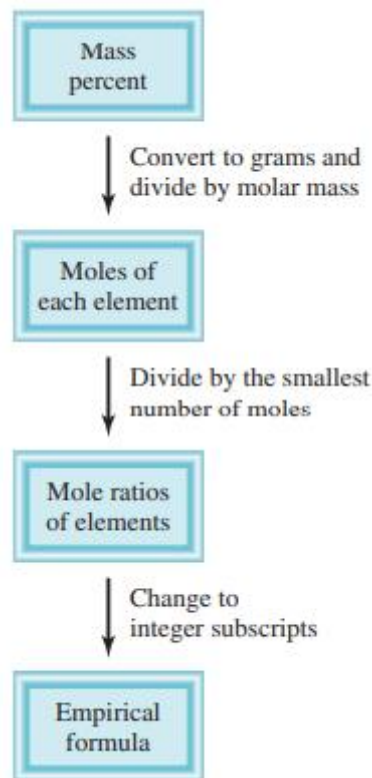 Mass
percent
Convert to grams and
divide by molar mass
Moles of
each element
Divide by the smallest
number of moles
Mole ratios
of elements
Change to
integer subscripts
Empirical
formula